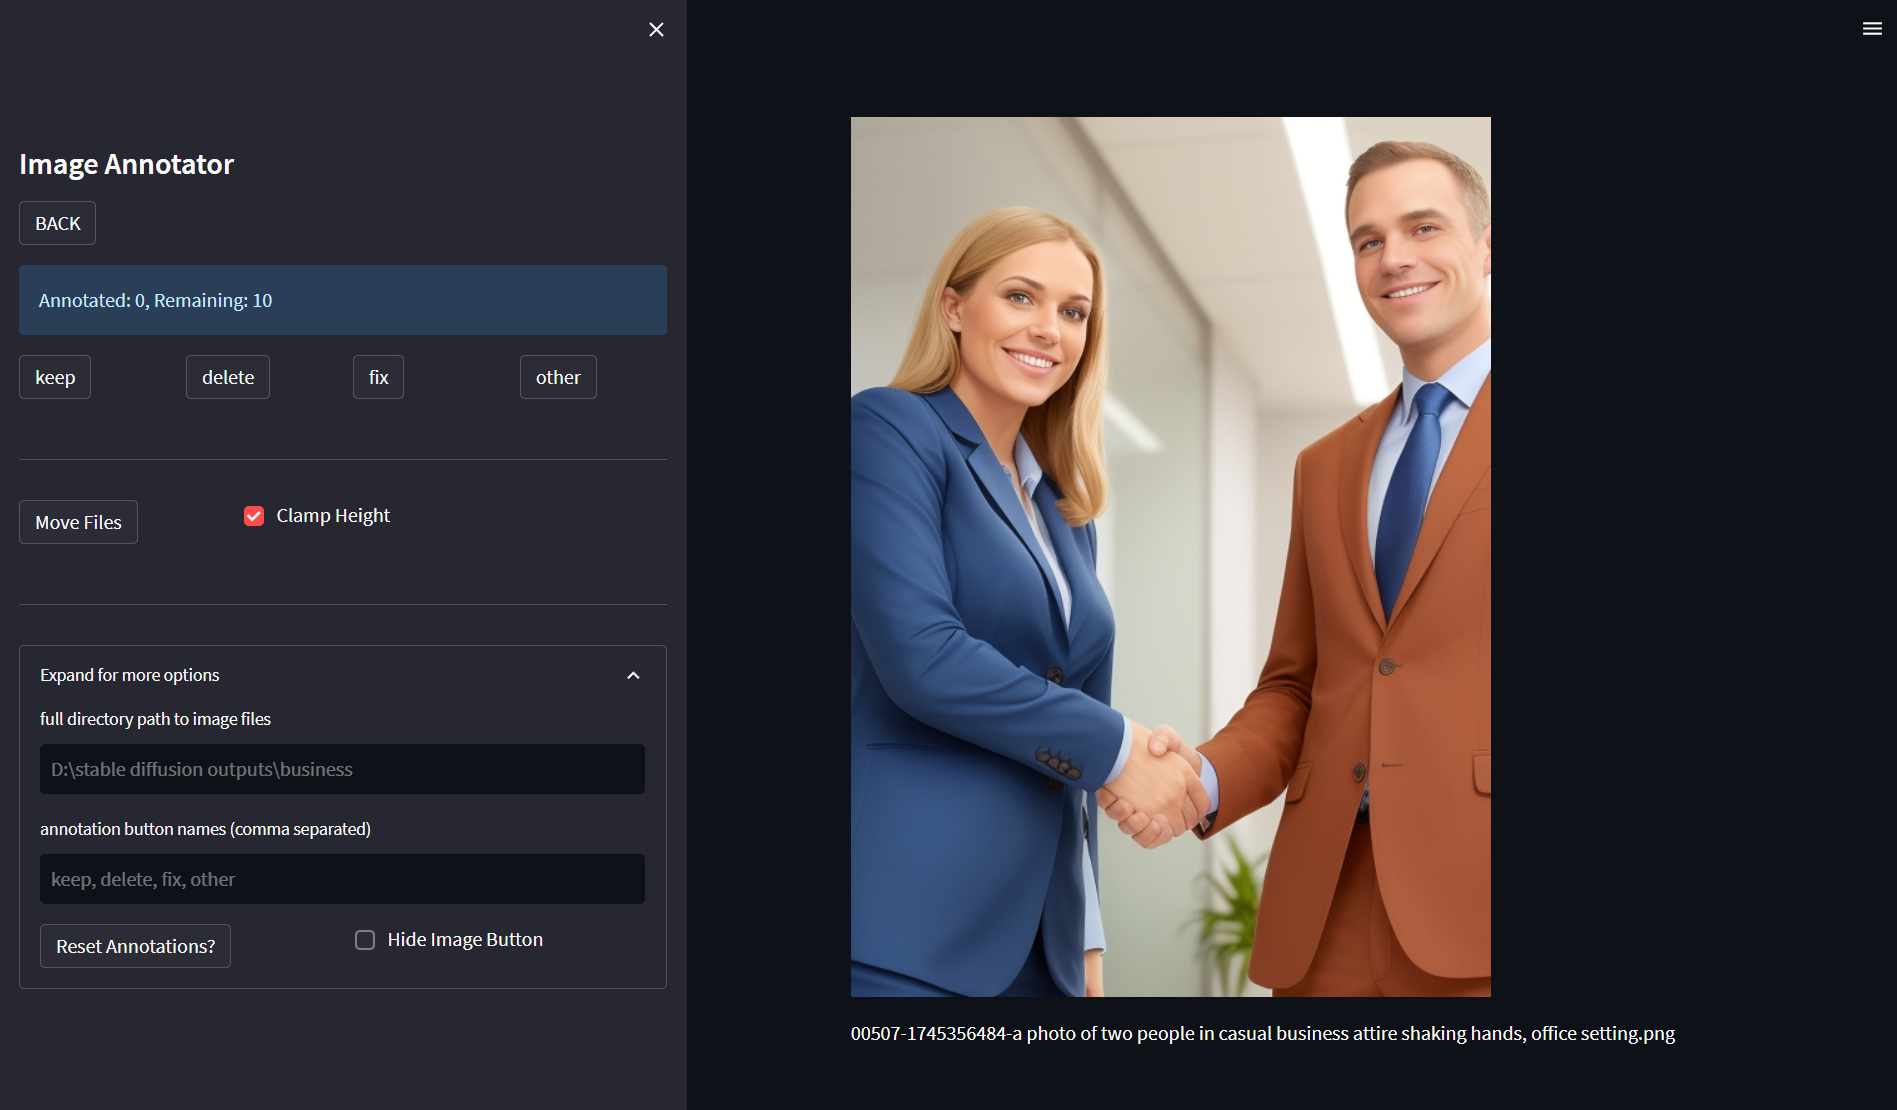 Image Annotator
BACK
Annotated: 0, Remaining: 10
keep
delete
fix
other
Move Files
Clamp Height
Expand for more options
full directory path to image files
D:\stable diffusion outputs\business
annotation button names (comma separated)
keep, delete, fix, other
Reset Annotations?
Hide Image Button
00507-1745356484-a photo of two people in casual business attire shaking hands, office setting.png